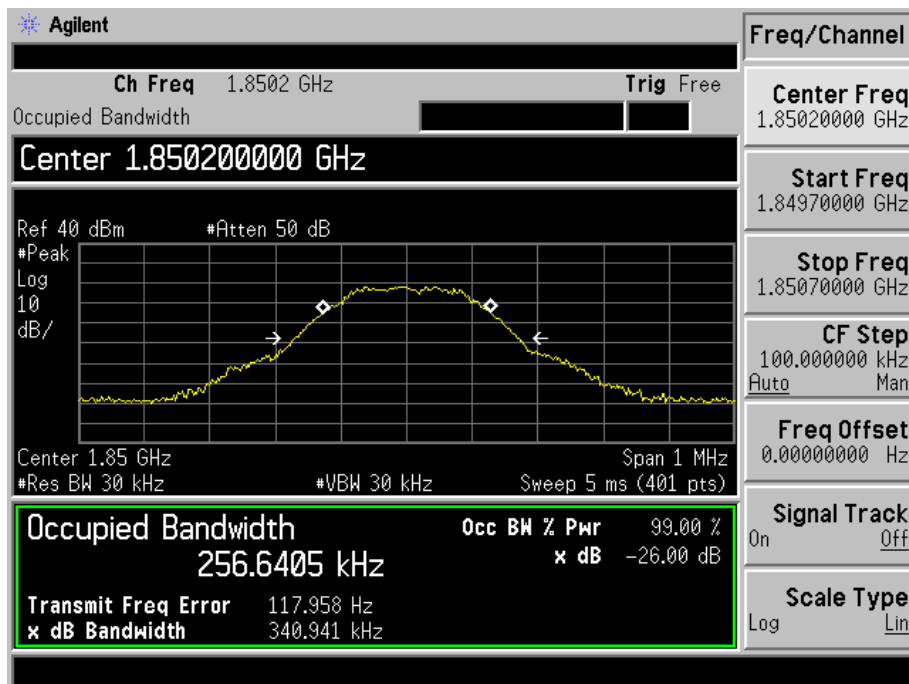 Agilent
Freq/Channel
Ch Freq 1.8502 GHz Trig Free
Occupied Bandwidth
Center 1.850200000 GHz
Ref 40 dBm #Atten 50 dB
#Peak
Log
10
dB/
Center 1.85 GHz Span 1 MHz
#Res BW 30 kHz #VBW 30 kHz Sweep 5 ms (401 pts)
Occupied Bandwidth
256.6405 kHz
Occ BW % Pwr 99.00 %
x dB -26.00 dB
Transmit Freq Error 117.958 Hz
x dB Bandwidth 340.941 kHz
Center Freq
1.85020000 GHz
Start Freq
1.84970000 GHz
Stop Freq
1.85070000 GHz
CF Step
100.000000 kHz
Auto Man
Freq Offset
0.00000000 Hz
Signal Track
On Off
Scale Type
Log Lin